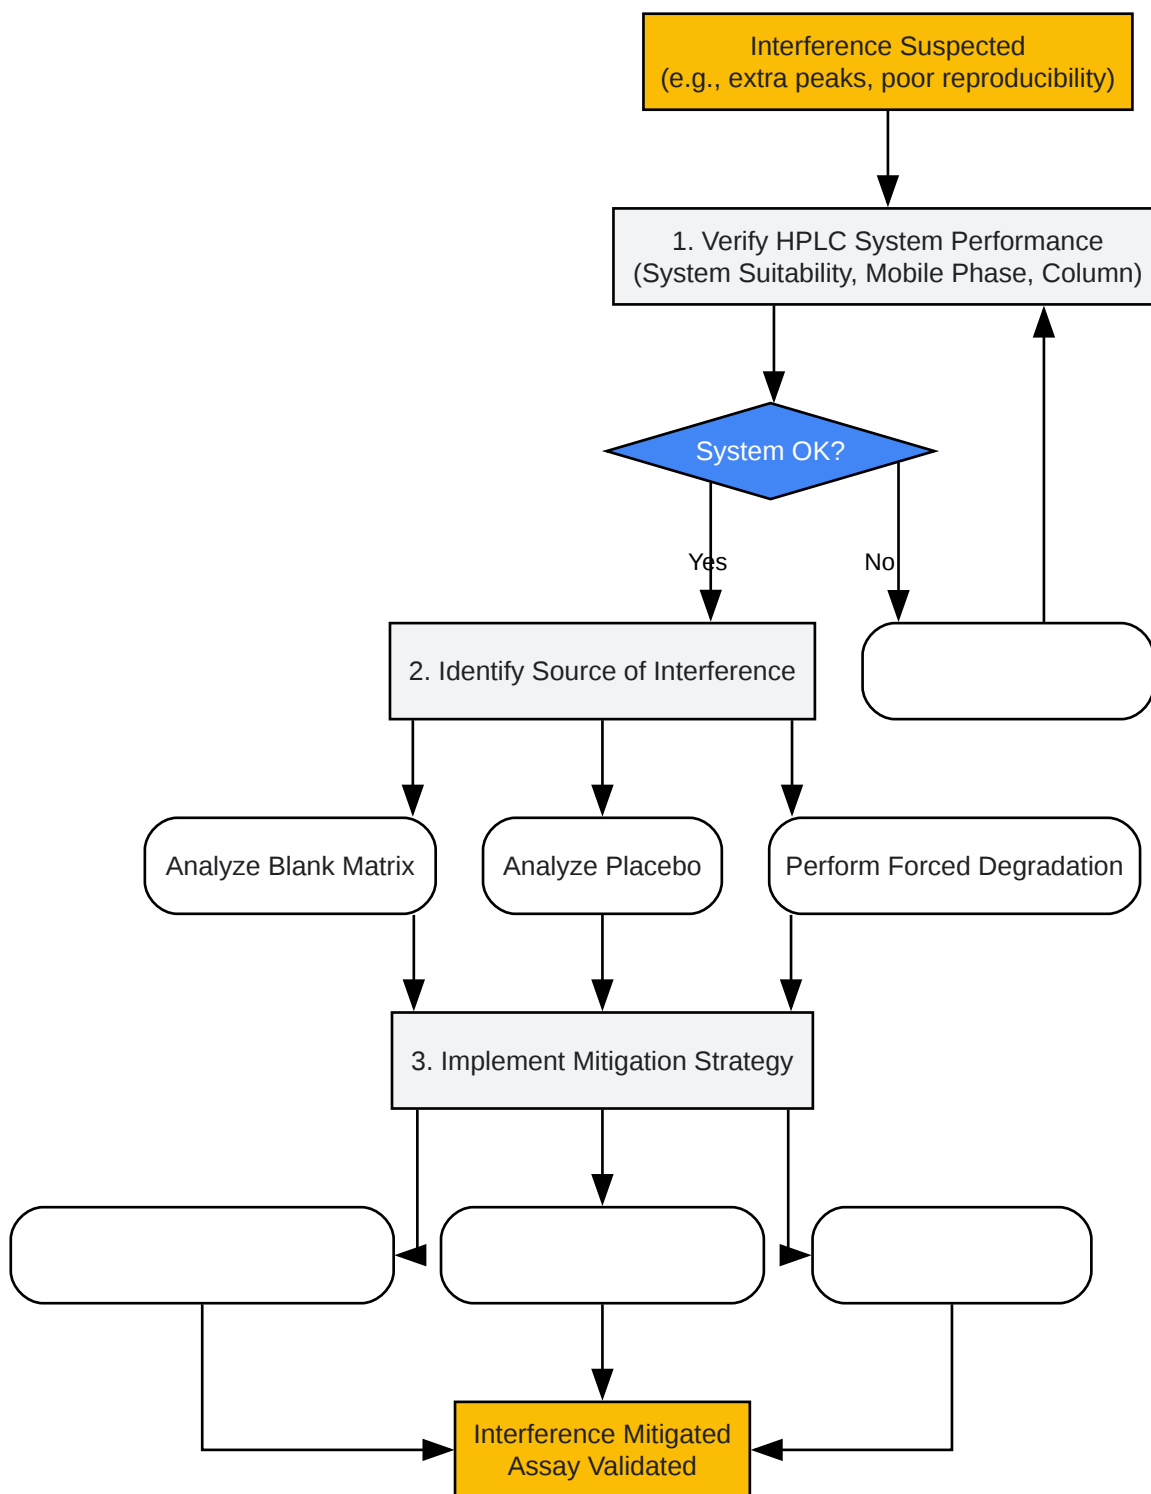 Interference Suspected
(e.g., extra peaks, poor reproducibility)
1. Verify HPLC System Performance
(System Suitability, Mobile Phase, Column)
System OK?
Yes
No
2. Identify Source of Interference
Analyze Blank Matrix
Analyze Placebo
Perform Forced Degradation
3. Implement Mitigation Strategy
Interference Mitigated
Assay Validated